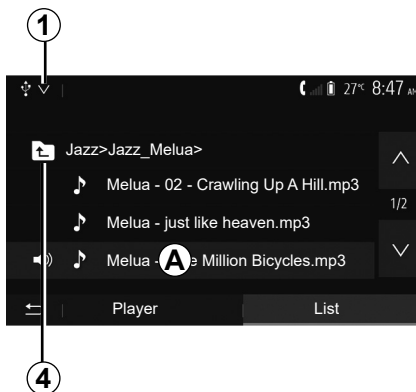 1
27°C 8:47 AM
Jazz>Jazz_Melua>
Melua - 02 - Crawling Up A Hill.mp3
1/2
Melua - just like heaven.mp3
Melua - A Million Bicycles.mp3
Player List
4